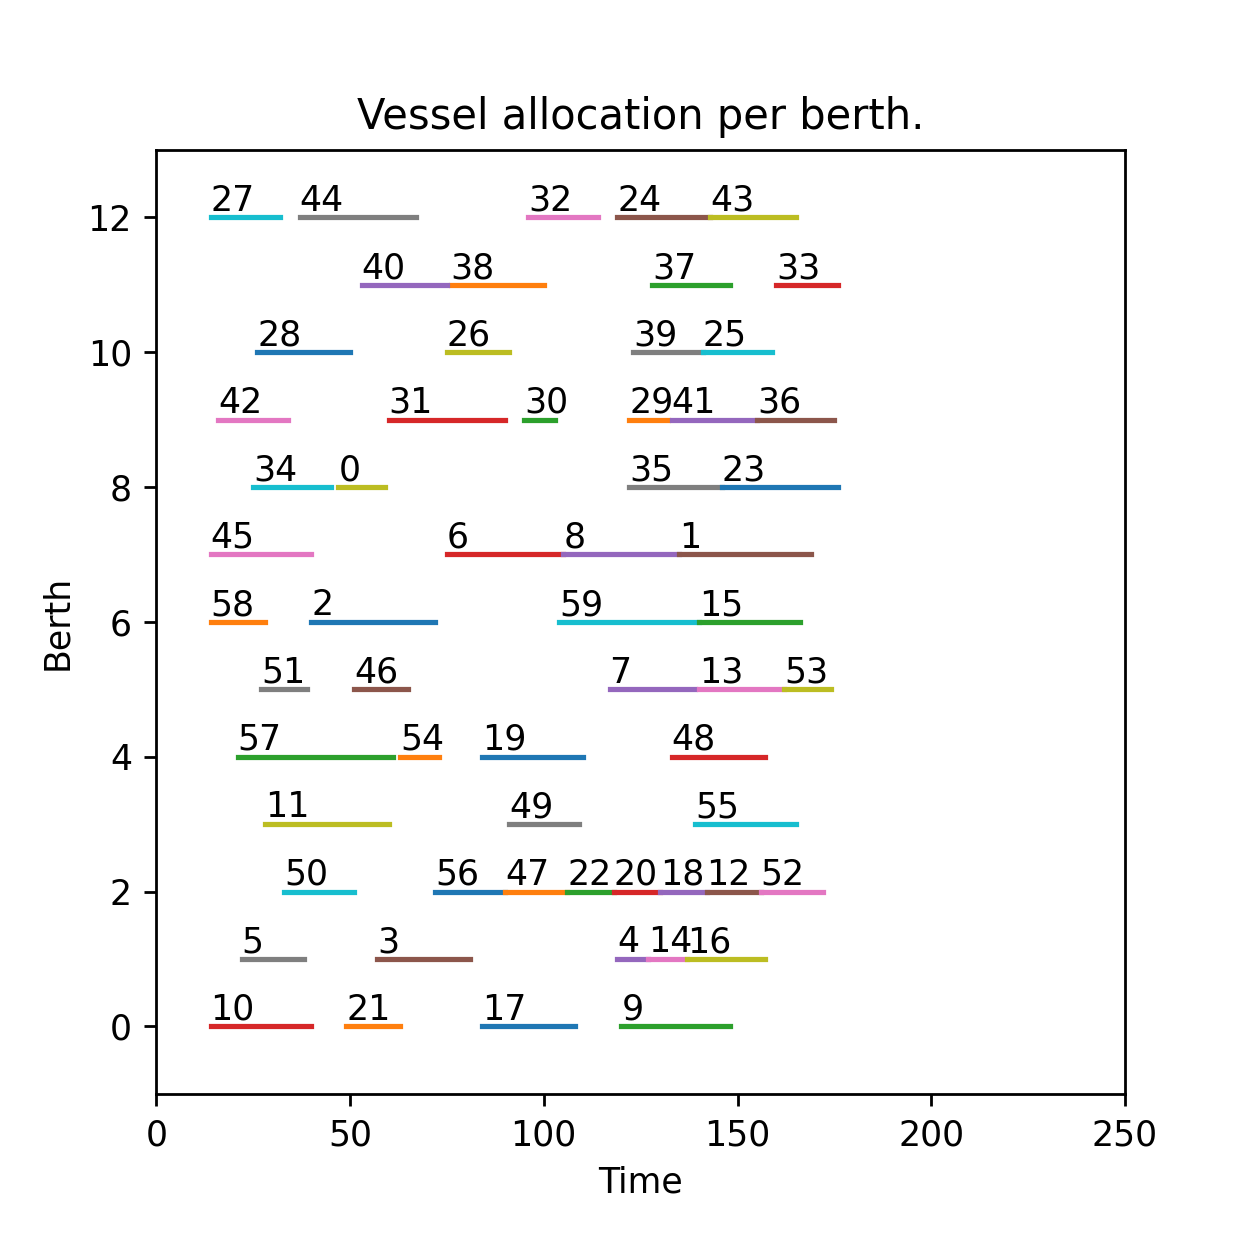 Vessel allocation per berth.
12 27 44 32 24 43
40 38 37 33
10 28 26 39 25
42 31 30 29 41 36
8 34 0 35 23
45 6 8 1
6 58 2 59 15
51 46 7 13 53
4 57 54 19 48
11 49 55
2 50 56 47 22 20 18 12 52
5 3 4 14 16
0 10 21 17 9
0 50 100 150 200 250
Time
Berth